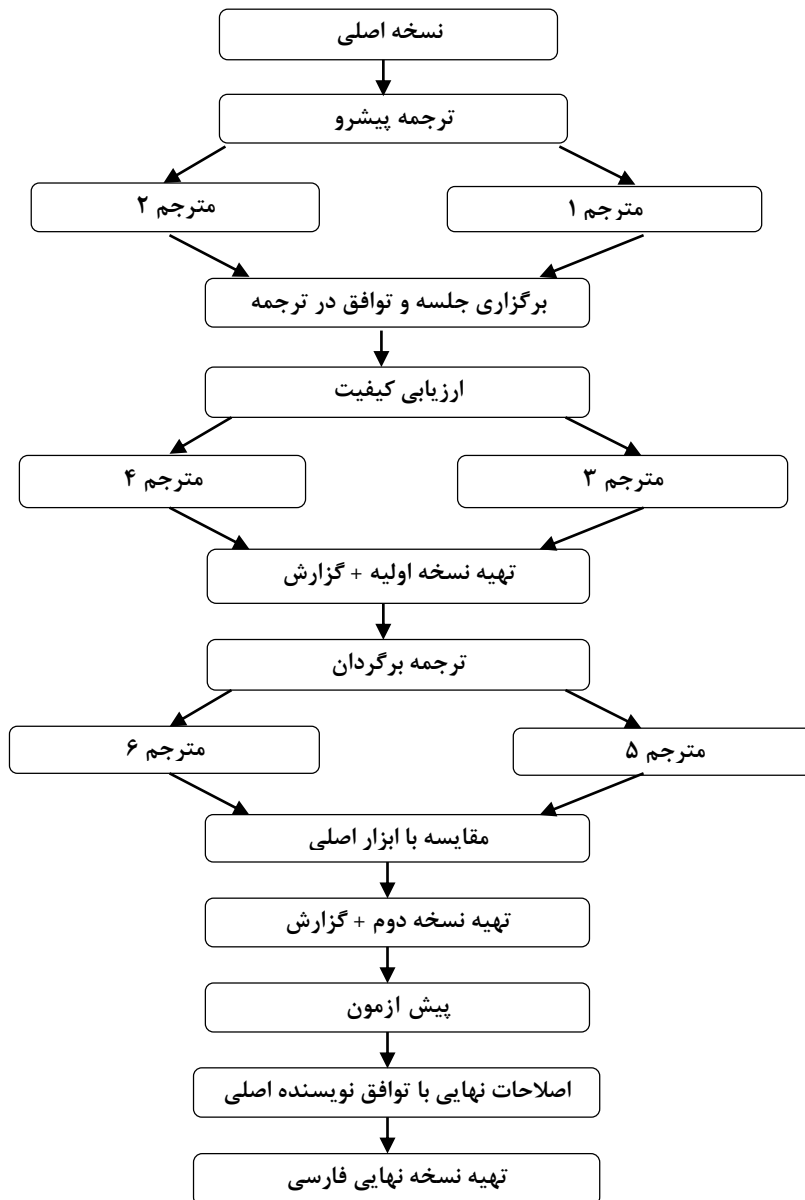 نسخه اصلی
ترجمه پیشرو
مترجم ۱
مترجم ۲
برگزاری جلسه و توافق در ترجمه
ارزیابی کیفیت
مترجم ۳
مترجم ۴
تهیه نسخه اولیه + گزارش
ترجمه برگردان
مترجم ۵
مترجم ۶
مقایسه با ابزار اصلی
تهیه نسخه دوم + گزارش
پیش ازمون
اصلاحات نهایی با توافق نویسنده اصلی
تهیه نسخه نهایی فارسی